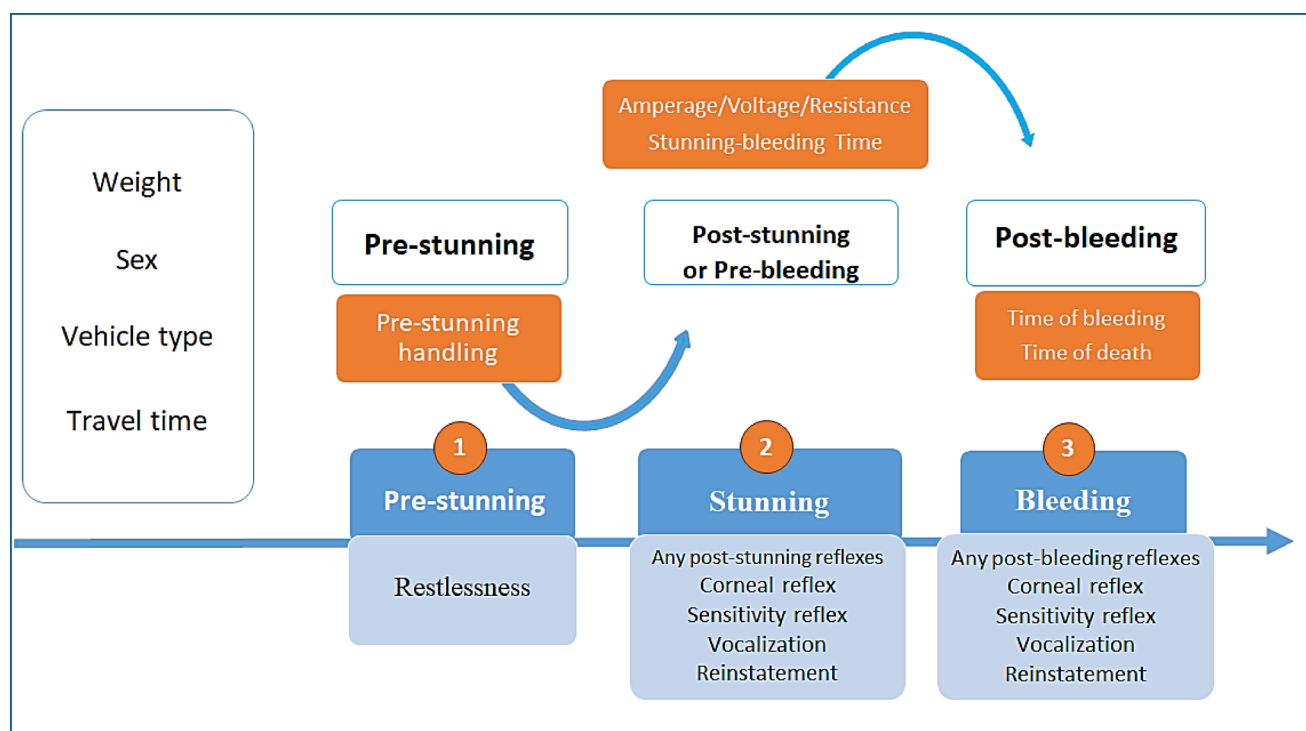 Weight
Sex
Vehicle type
Travel time
Amperage/Voltage/Resistance
Stunning-bleeding Time
Pre-stunning
Post-stunning
or Pre-bleeding
Post-bleeding
Pre-stunning
handling
Time of bleeding
Time of death
1
2
3
Pre-stunning
Stunning
Bleeding
Restlessness
Any post-stunning reflexes
Corneal reflex
Sensitivity reflex
Vocalization
Reinstatement
Any post-bleeding reflexes
Corneal reflex
Sensitivity reflex
Vocalization
Reinstatement